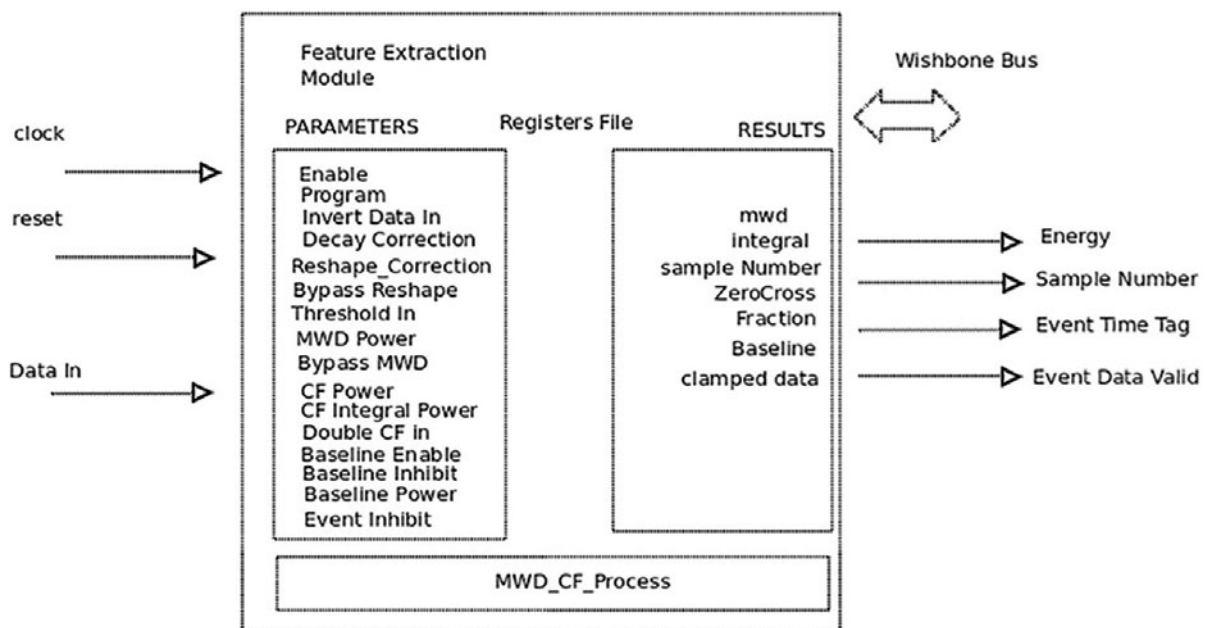 Feature Extraction
Module
Wishbone Bus
clock
PARAMETERS
Registers File
RESULTS
Enable
Program
Invert Data In
Decay Correction
Reshape_Correction
Bypass Reshape
Threshold In
MWD Power
Bypass MWD
CF Power
CF Integral Power
Double CF in
Baseline Enable
Baseline Inhibit
Baseline Power
Event Inhibit
reset
Data In
mwd
integral
sample Number
ZeroCross
Fraction
Baseline
clamped data
Energy
Sample Number
Event Time Tag
Event Data Valid
MWD_CF_Process